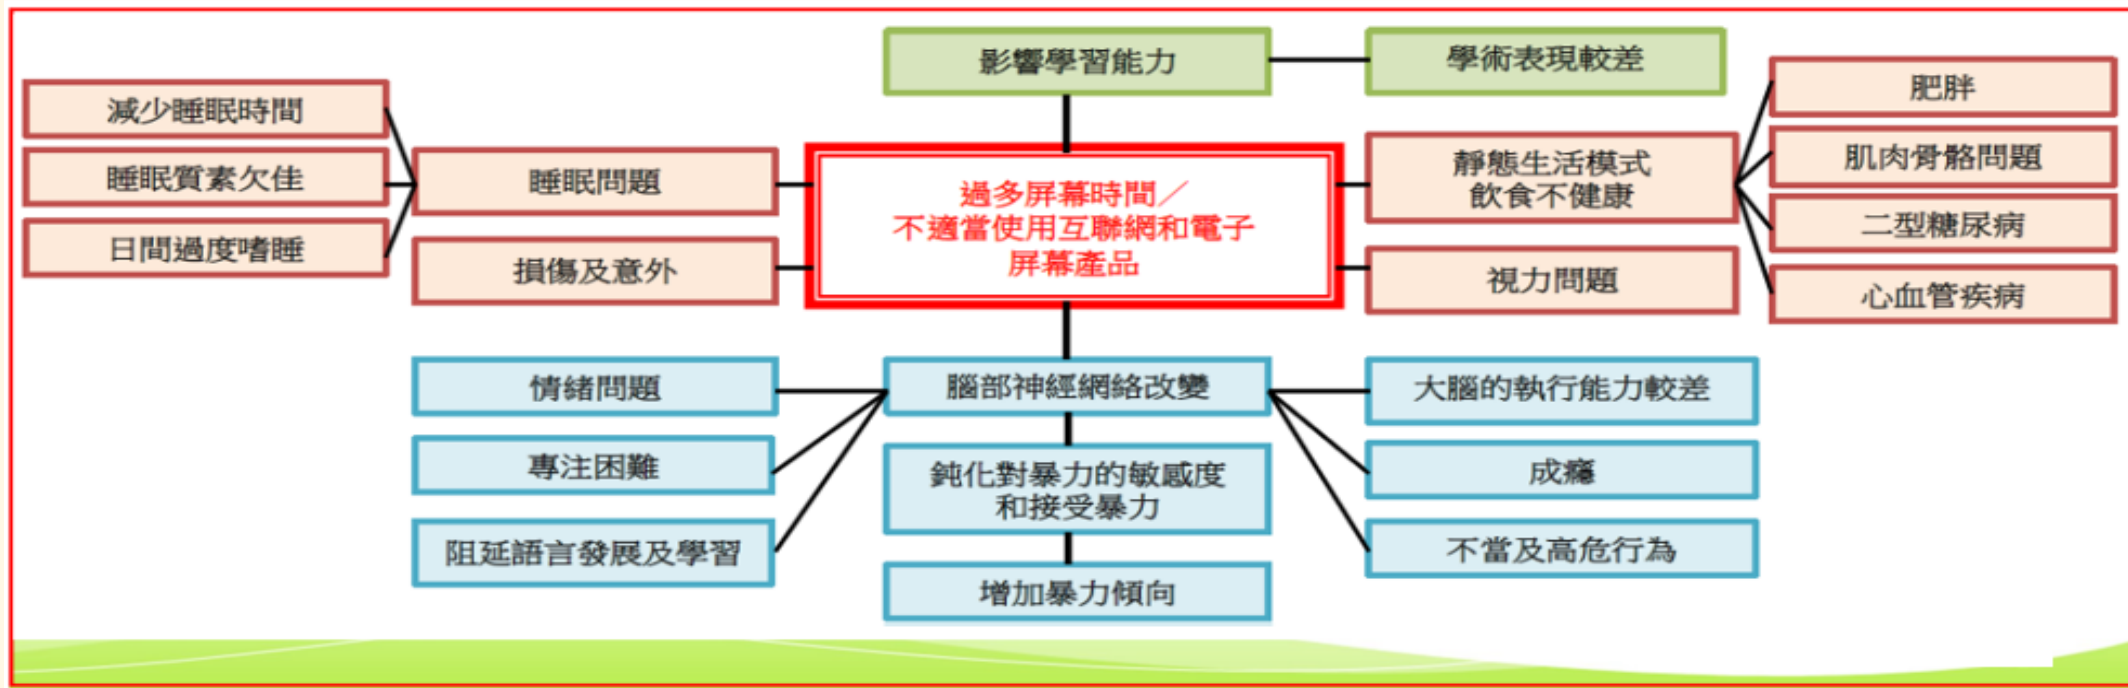 影響學習能力
學術表現較差
減少睡眠時間
睡眠質素欠佳
日間過度嗜睡
睡眠問題
損傷及意外
過多屏幕時間／
不適當使用互聯網和電子
屏幕產品
靜態生活模式
飲食不健康
視力問題
肥胖
肌肉骨骼問題
二型糖尿病
心血管疾病
情緒問題
專注困難
阻延語言發展及學習
腦部神經網絡改變
鈍化對暴力的敏感度
和接受暴力
增加暴力傾向
大腦的執行能力較差
成癮
不當及高危行為